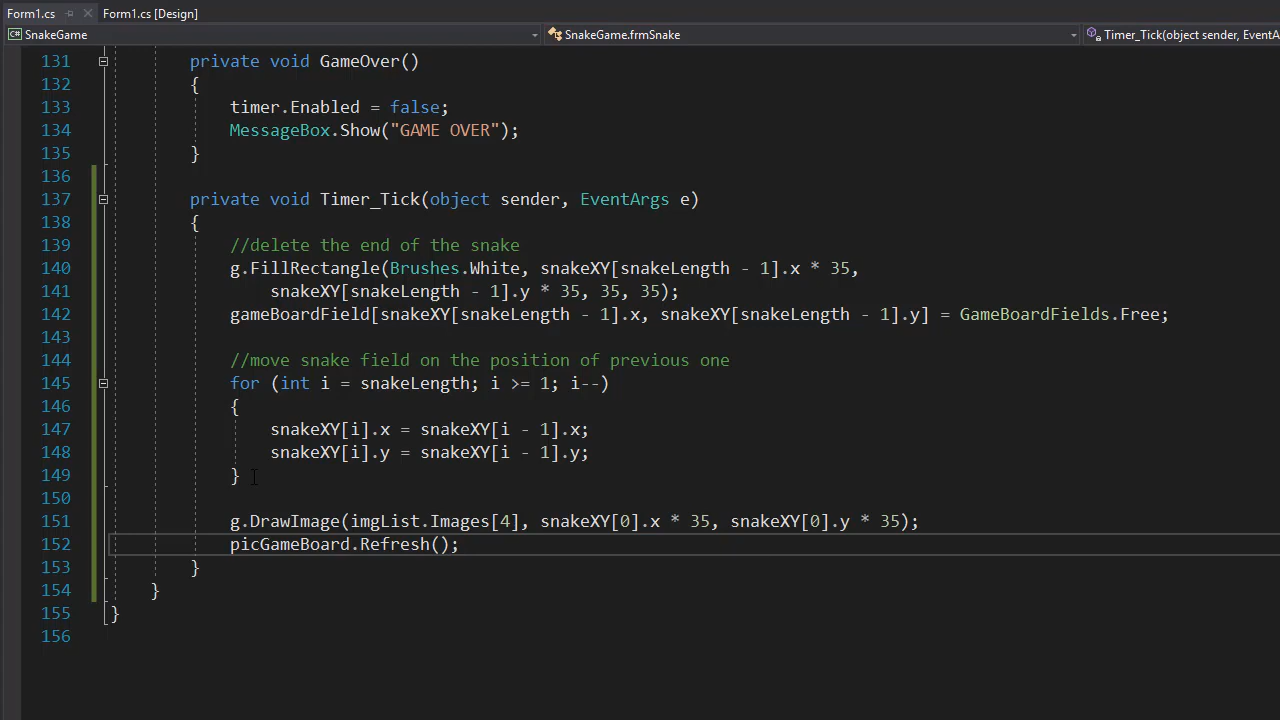 Form1.cs Form1.cs [Design]
C# SnakeGame SnakeGame.frmSnake Timer_Tick(object sender, EventA
131 private void GameOver()
132 {
133 timer.Enabled = false;
134 MessageBox.Show("GAME OVER");
135 }
136
137 private void Timer_Tick(object sender, EventArgs e)
138 {
139 //delete the end of the snake
140 g.FillRectangle(Brushes.White, snakeXY[snakeLength - 1].x * 35,
141 snakeXY[snakeLength - 1].y * 35, 35, 35);
142 gameBoardField[snakeXY[snakeLength - 1].x, snakeXY[snakeLength - 1].y] = GameBoardFields.Free;
143
144 //move snake field on the position of previous one
145 for (int i = snakeLength; i >= 1; i--)
146 {
147 snakeXY[i].x = snakeXY[i - 1].x;
148 snakeXY[i].y = snakeXY[i - 1].y;
149 }
150
151 g.DrawImage(imgList.Images[4], snakeXY[0].x * 35, snakeXY[0].y * 35);
152 picGameBoard.Refresh();
153 }
154 }
155 }
156